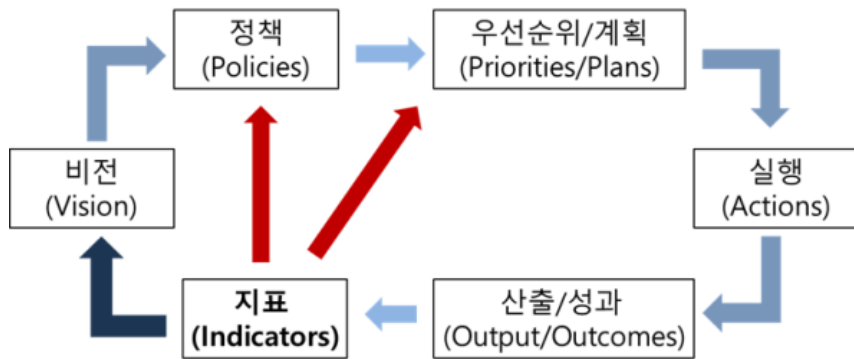 정책
(Policies)
우선순위/계획
(Priorities/Plans)
비전
(Vision)
실행
(Actions)
지표
(Indicators)
산출/성과
(Output/Outcomes)